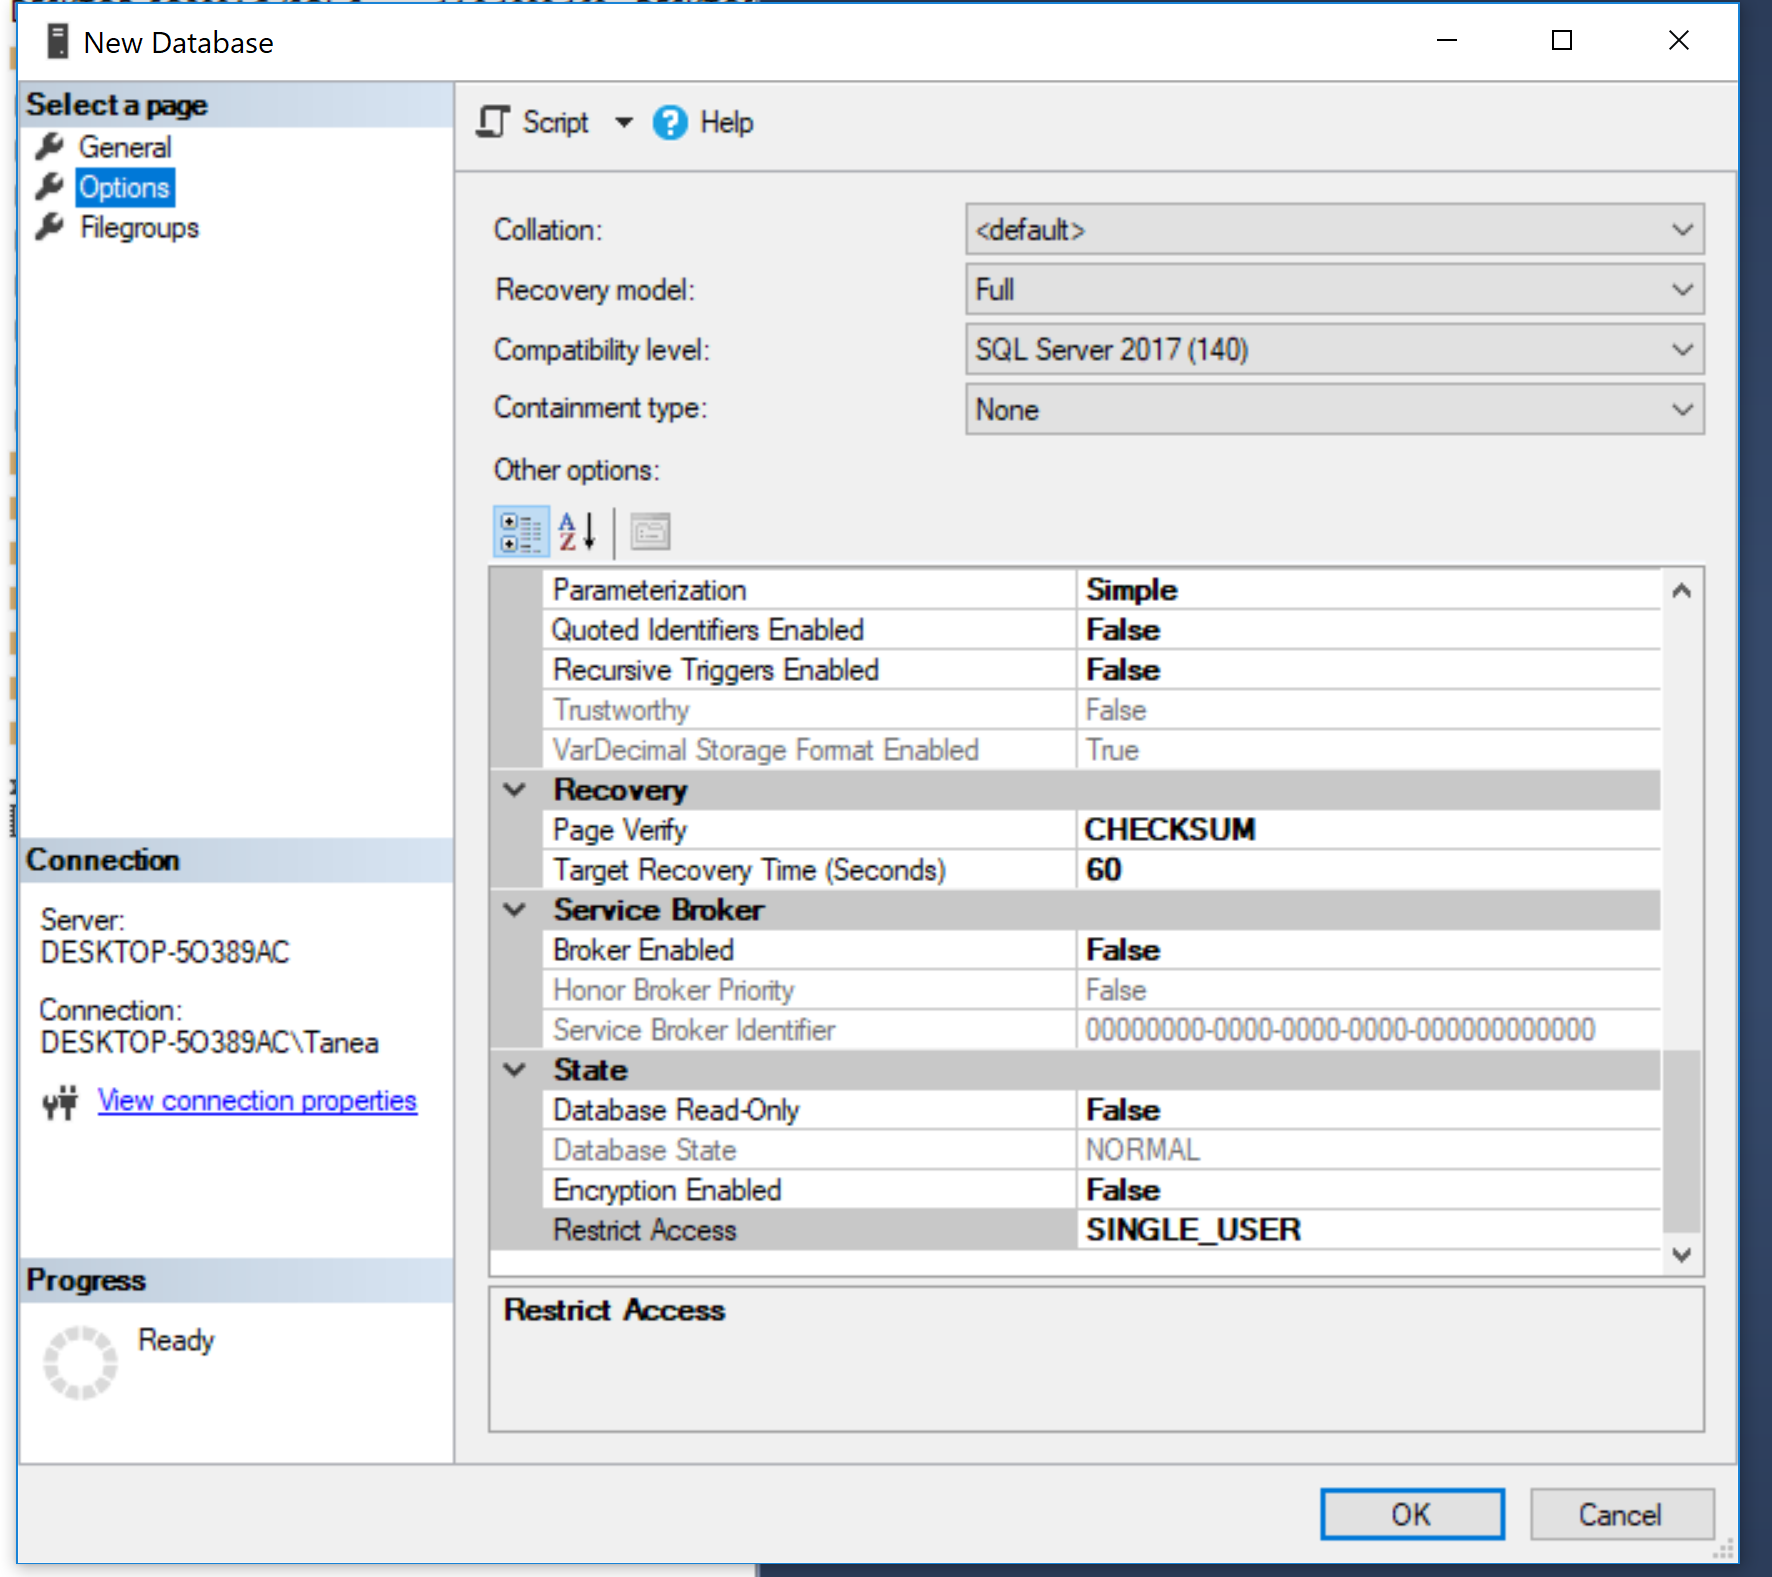 New Database
Select a page
General
Options
Filegroups
Script
Help
Collation: <default>
Recovery model: Full
Compatibility level: SQL Server 2017 (140)
Containment type: None
Other options:
Parameterization Simple
Quoted Identifiers Enabled False
Recursive Triggers Enabled False
Trustworthy False
VarDecimal Storage Format Enabled True
Recovery
Page Verify CHECKSUM
Target Recovery Time (Seconds) 60
Service Broker
Broker Enabled False
Honor Broker Priority False
Service Broker Identifier 00000000-0000-0000-0000-000000000000
State
Database Read-Only False
Database State NORMAL
Encryption Enabled False
Restrict Access SINGLE_USER
Restrict Access
Connection
Server:
DESKTOP-5O389AC
Connection:
DESKTOP-5O389AC\Tanea
View connection properties
Progress
Ready
OK
Cancel